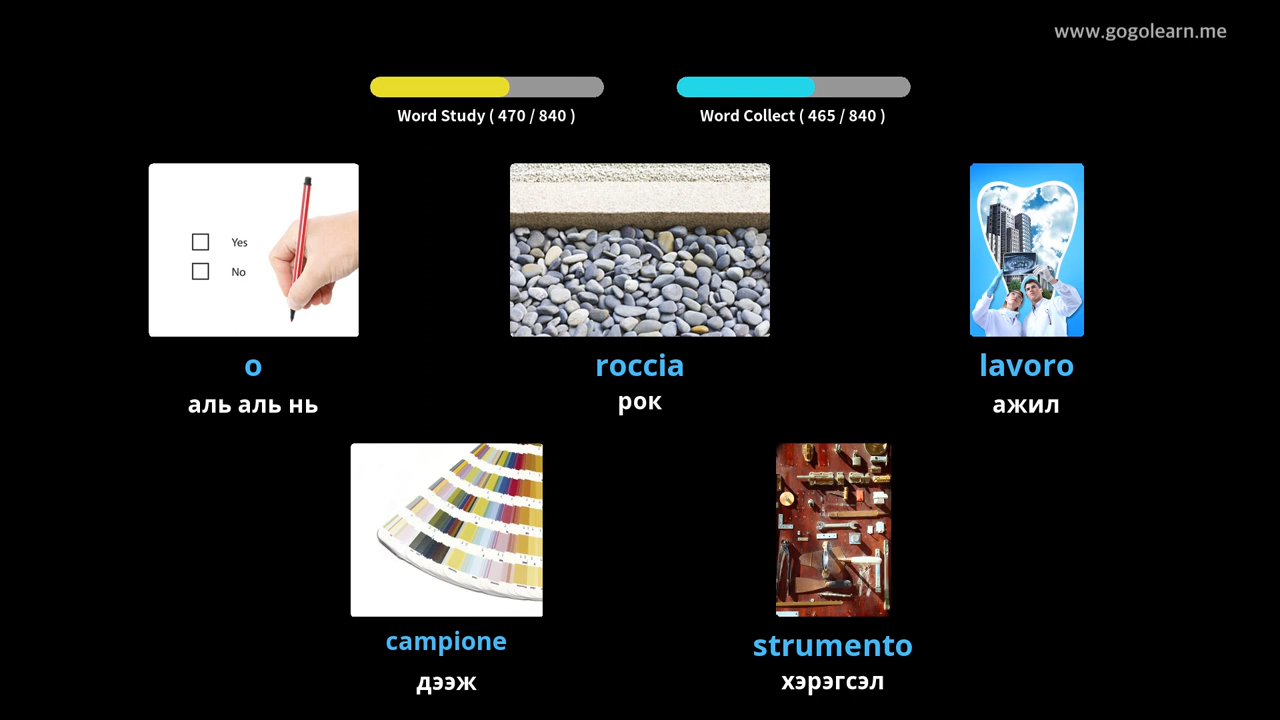 www.gogolearn.me
Word Study ( 470 / 840 )
Word Collect ( 465 / 840 )
Yes
No
o
roccia
lavoro
аль аль нь
рок
ажил
campione
strumento
дээж
хэрэгсэл